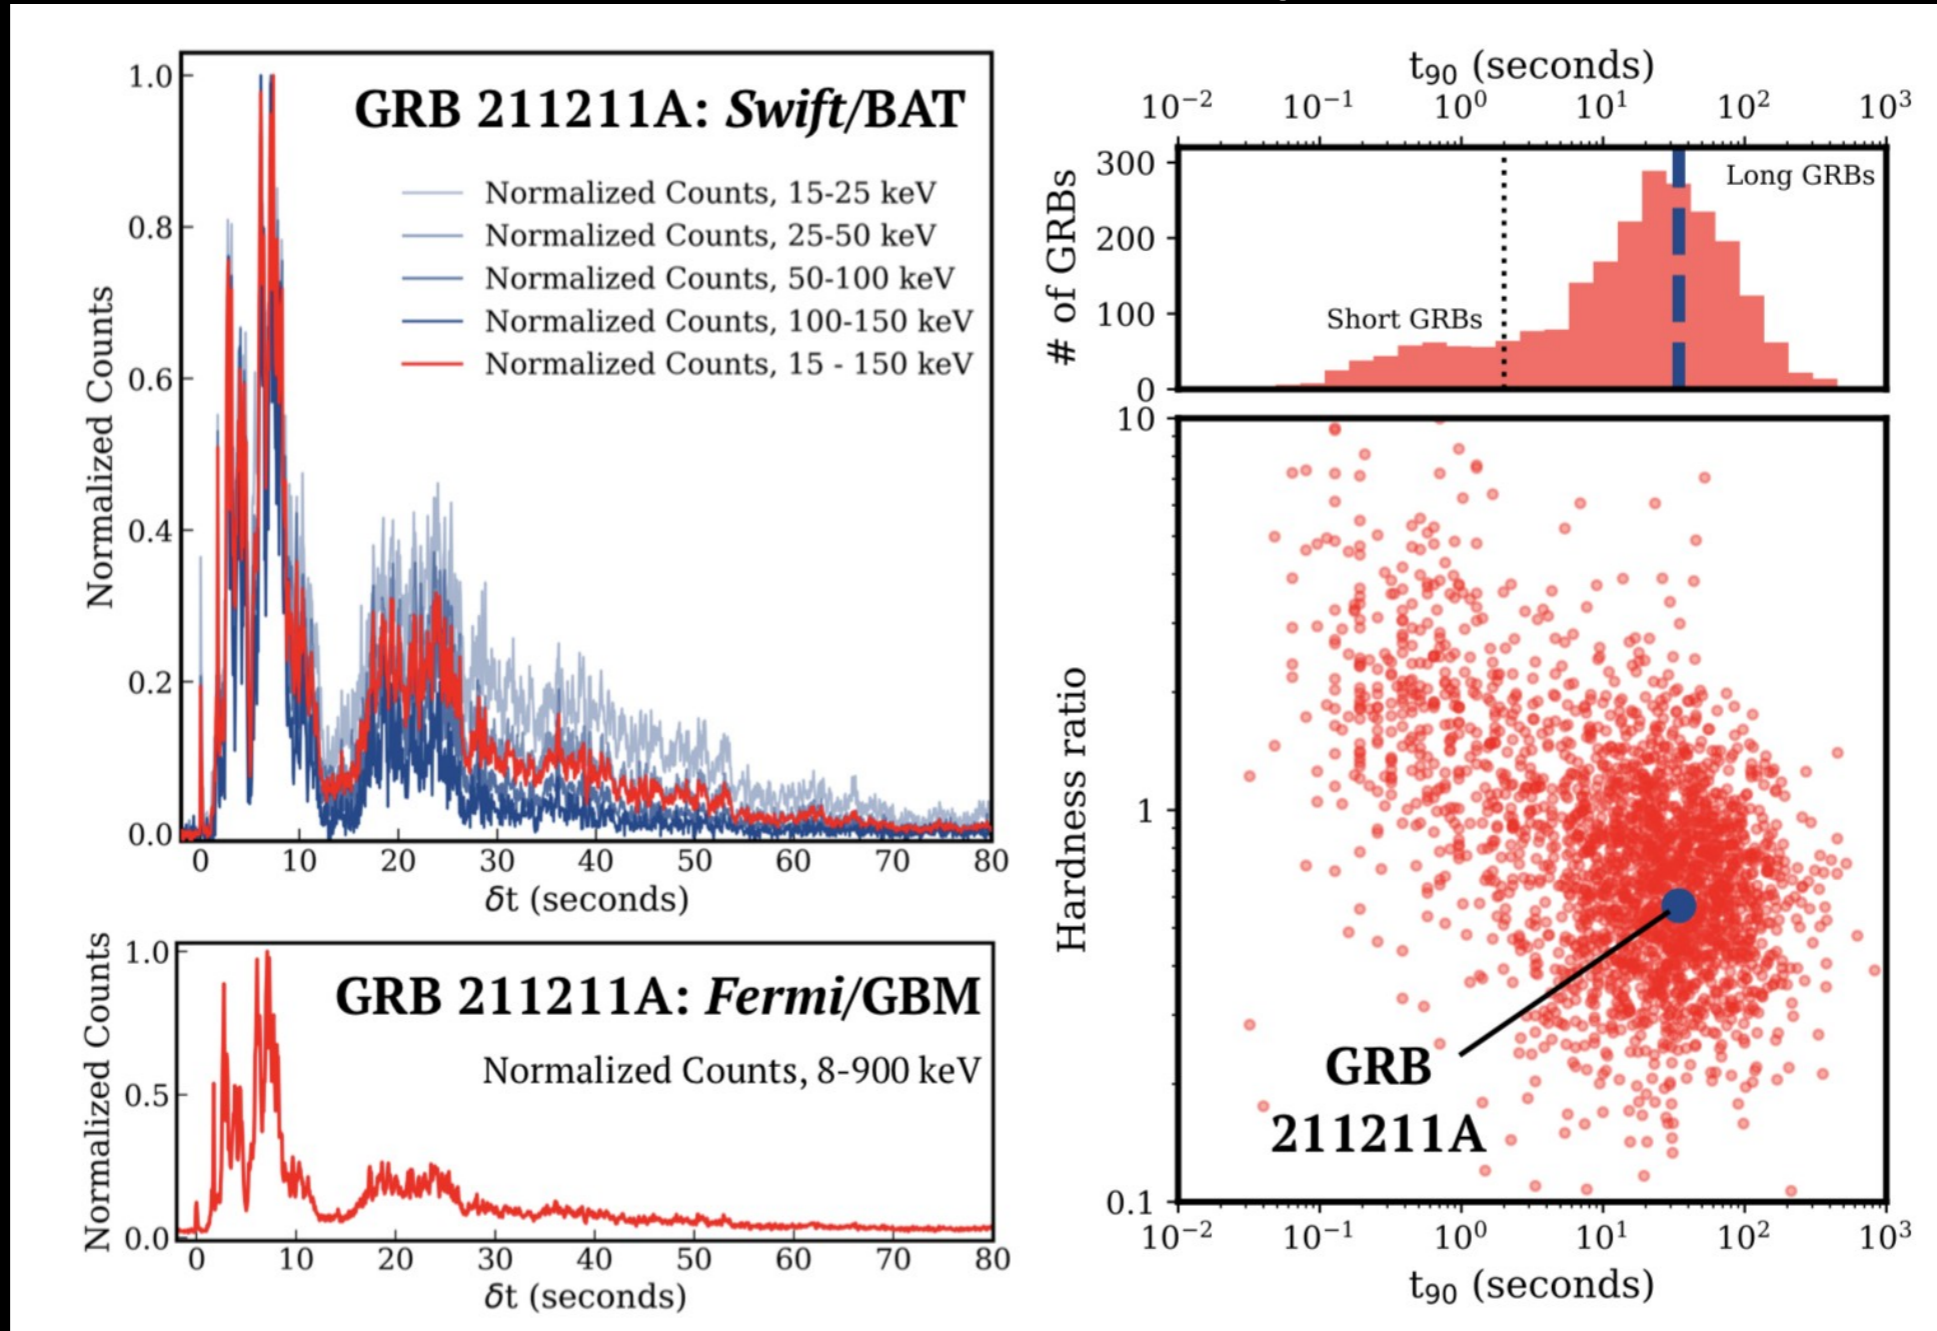 GRB 211211A: Swift/BAT
Normalized Counts, 15-25 keV
Normalized Counts, 25-50 keV
Normalized Counts, 50-100 keV
Normalized Counts, 100-150 keV
Normalized Counts, 15 - 150 keV
Normalized Counts
1.0
0.8
0.6
0.4
0.2
0.0
0 10 20 30 40 50 60 70 80
δt (seconds)
GRB 211211A: Fermi/GBM
Normalized Counts, 8-900 keV
Normalized Counts
1.0
0.5
0.0
0 10 20 30 40 50 60 70 80
δt (seconds)
t₉₀ (seconds)
10⁻² 10⁻¹ 10⁰ 10¹ 10² 10³
# of GRBs
300
200
100
0
Long GRBs
Short GRBs
Hardness ratio
10
1
0.1
GRB
211211A
10⁻² 10⁻¹ 10⁰ 10¹ 10² 10³
t₉₀ (seconds)